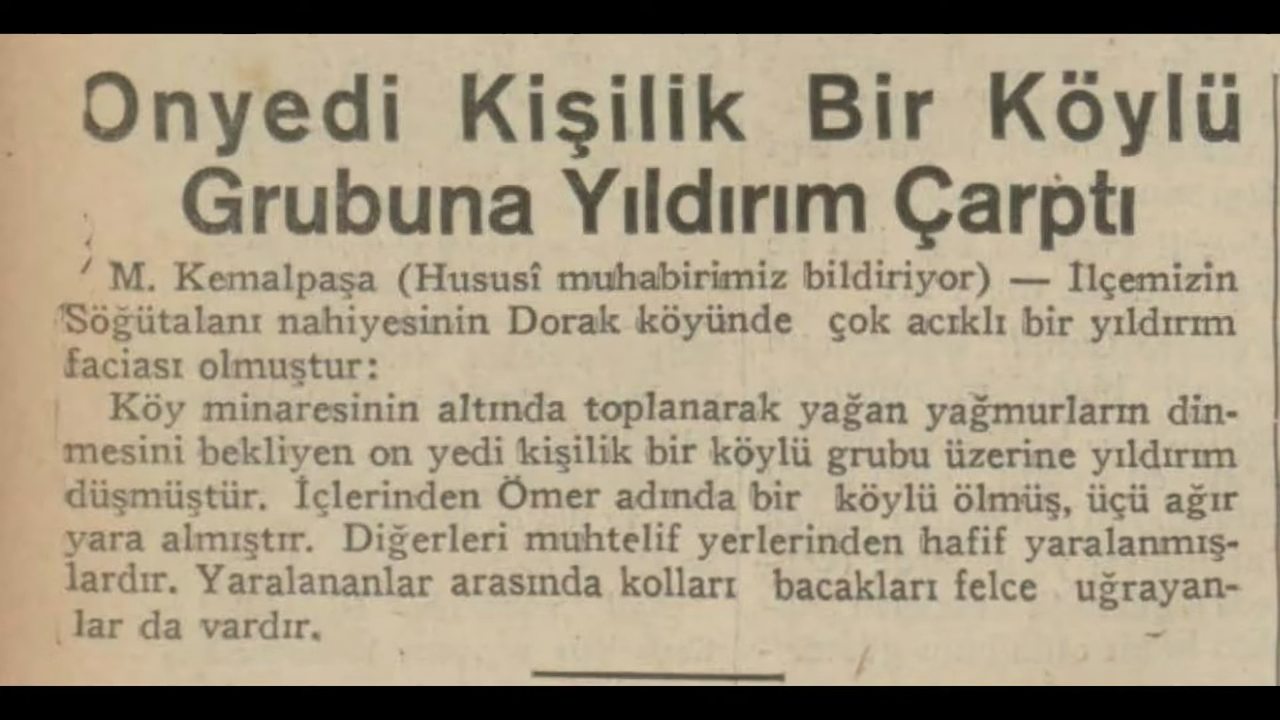 Onyedi Kişilik Bir Köylü
Grubuna Yıldırım Çarptı
M. Kemalpaşa (Hususî muhabirimiz bildiriyor) — İlçemizin
Söğütalanı nahiyesinin Dorak köyünde çok acıklı bir yıldırım
faciası olmuştur:
Köy minaresinin altında toplanarak yağan yağmurların din-
mesini bekliyen on yedi kişilik bir köylü grubu üzerine yıldırım
düşmüştür. İçlerinden Ömer adında bir köylü ölmüş, üçü ağır
yara almıştır. Diğerleri muhtelif yerlerinden hafif yaralanmış-
lardır. Yaralananlar arasında kolları bacakları felce uğrayan-
lar da vardır.